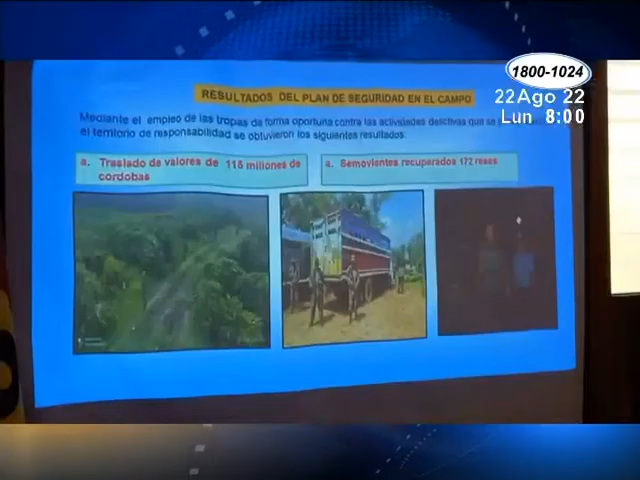 1800-1024
22Ago 22
Lun 8:00
RESULTADOS DEL PLAN DE SEGURIDAD EN EL CAMPO
Mediante el empleo de las tropas de forma oportuna contra las actividades delictivas que se
el territorio de responsabilidad se obtuvieron los siguientes resultados.
a. Traslado de valores de 115 millones de
cordobas
a. Semovientes recuperados 172 reses